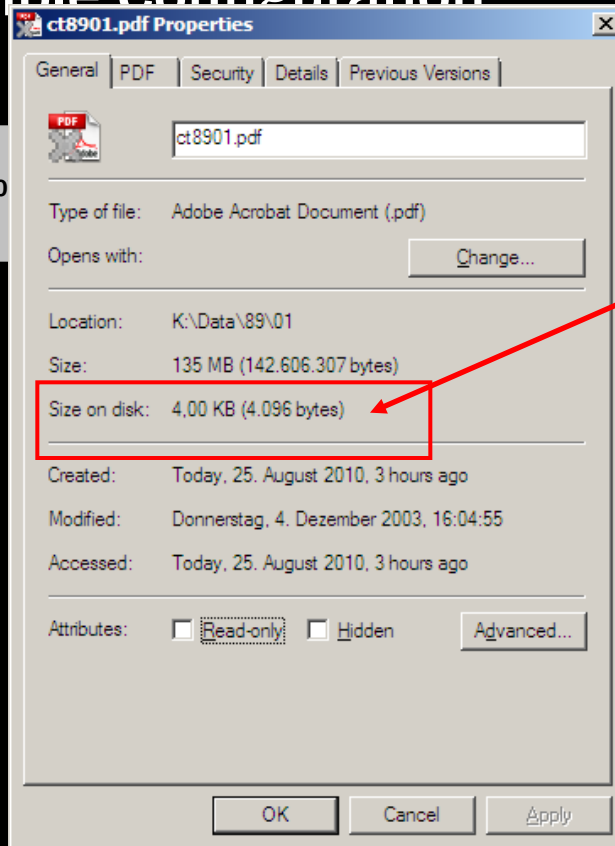 ct8901.pdf Properties
General PDF Security Details Previous Versions
PDF
Adobe
ct8901.pdf
Type of file: Adobe Acrobat Document (.pdf)
Opens with: Change...
Location: K:\Data\89\01
Size: 135 MB (142.606.307 bytes)
Size on disk: 4,00 KB (4.096 bytes)
Created: Today, 25. August 2010, 3 hours ago
Modified: Donnerstag, 4. Dezember 2003, 16:04:55
Accessed: Today, 25. August 2010, 3 hours ago
Attributes: Read-only Hidden Advanced...
OK Cancel Apply